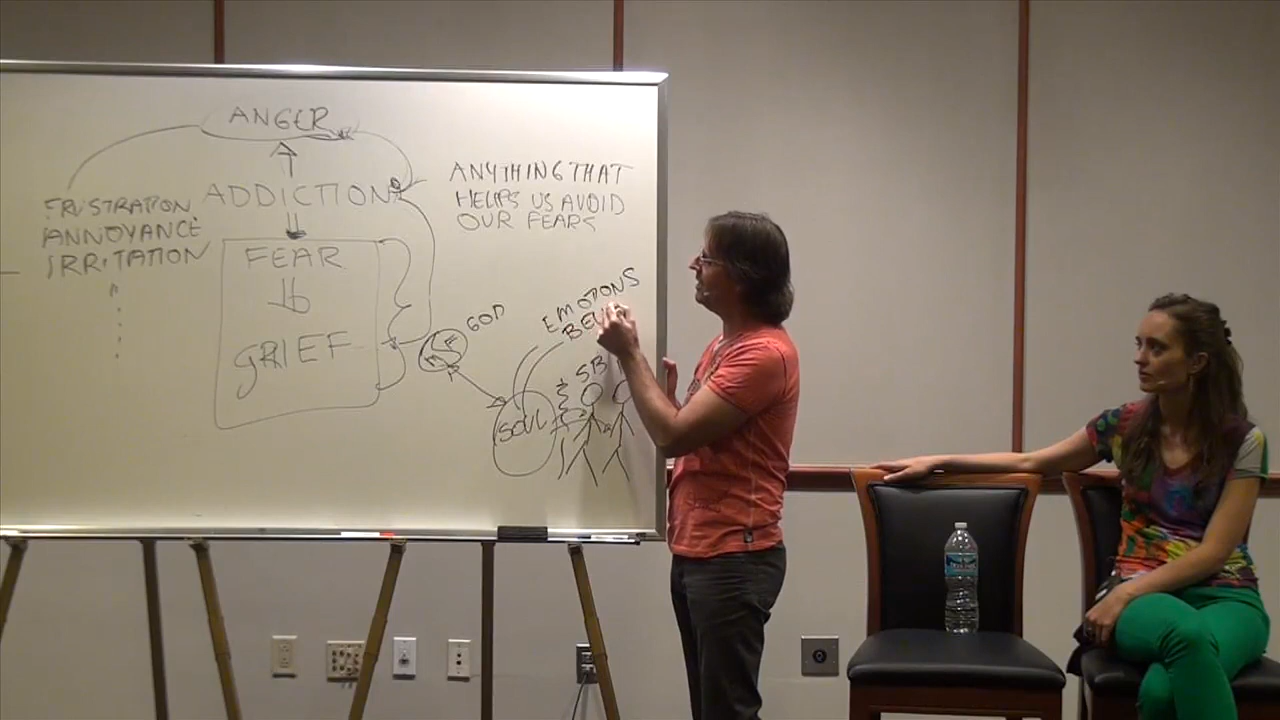 ANGER
ADDICTION
FRUSTRATION
ANNOYANCE
IRRITATION
FEAR
GRIEF
ANYTHING THAT
HELPS US AVOID
OUR FEARS
GOD
EMOTIONS
SOUL
SB